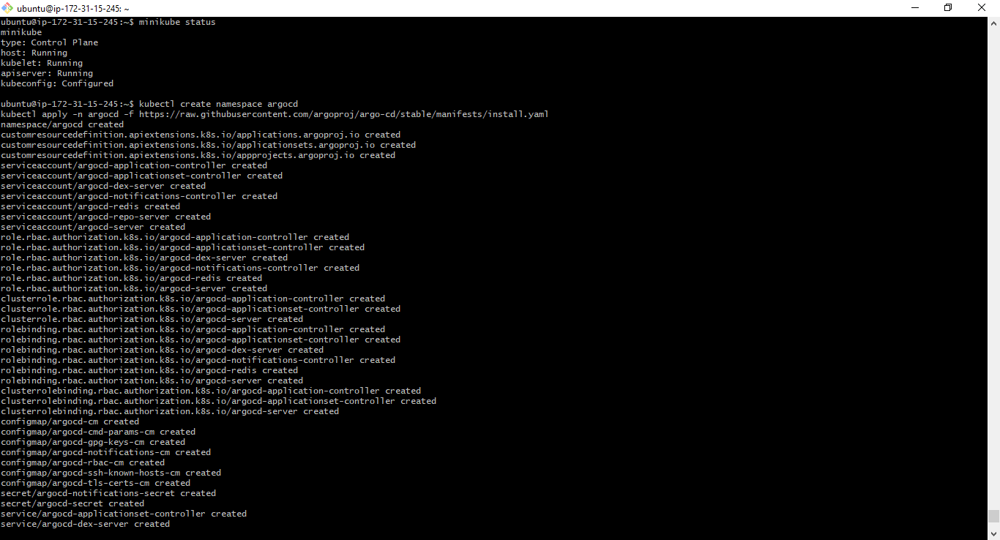 ubuntu@ip-172-31-15-245: ~
ubuntu@ip-172-31-15-245:~$ minikube status
minikube
type: Control Plane
host: Running
kubelet: Running
apiserver: Running
kubeconfig: Configured
ubuntu@ip-172-31-15-245:~$ kubectl create namespace argocd
kubectl apply -n argocd -f https://raw.githubusercontent.com/argoproj/argo-cd/stable/manifests/install.yaml
namespace/argocd created
customresourcedefinition.apiextensions.k8s.io/applications.argoproj.io created
customresourcedefinition.apiextensions.k8s.io/applicationsets.argoproj.io created
customresourcedefinition.apiextensions.k8s.io/appprojects.argoproj.io created
serviceaccount/argocd-application-controller created
serviceaccount/argocd-applicationset-controller created
serviceaccount/argocd-dex-server created
serviceaccount/argocd-notifications-controller created
serviceaccount/argocd-redis created
serviceaccount/argocd-repo-server created
serviceaccount/argocd-server created
role.rbac.authorization.k8s.io/argocd-application-controller created
role.rbac.authorization.k8s.io/argocd-applicationset-controller created
role.rbac.authorization.k8s.io/argocd-dex-server created
role.rbac.authorization.k8s.io/argocd-notifications-controller created
role.rbac.authorization.k8s.io/argocd-redis created
role.rbac.authorization.k8s.io/argocd-server created
clusterrole.rbac.authorization.k8s.io/argocd-application-controller created
clusterrole.rbac.authorization.k8s.io/argocd-applicationset-controller created
clusterrole.rbac.authorization.k8s.io/argocd-server created
rolebinding.rbac.authorization.k8s.io/argocd-application-controller created
rolebinding.rbac.authorization.k8s.io/argocd-applicationset-controller created
rolebinding.rbac.authorization.k8s.io/argocd-dex-server created
rolebinding.rbac.authorization.k8s.io/argocd-notifications-controller created
rolebinding.rbac.authorization.k8s.io/argocd-redis created
rolebinding.rbac.authorization.k8s.io/argocd-server created
clusterrolebinding.rbac.authorization.k8s.io/argocd-application-controller created
clusterrolebinding.rbac.authorization.k8s.io/argocd-applicationset-controller created
clusterrolebinding.rbac.authorization.k8s.io/argocd-server created
configmap/argocd-cm created
configmap/argocd-cmd-params-cm created
configmap/argocd-gpg-keys-cm created
configmap/argocd-notifications-cm created
configmap/argocd-rbac-cm created
configmap/argocd-ssh-known-hosts-cm created
configmap/argocd-tls-certs-cm created
secret/argocd-notifications-secret created
secret/argocd-secret created
service/argocd-applicationset-controller created
service/argocd-dex-server created